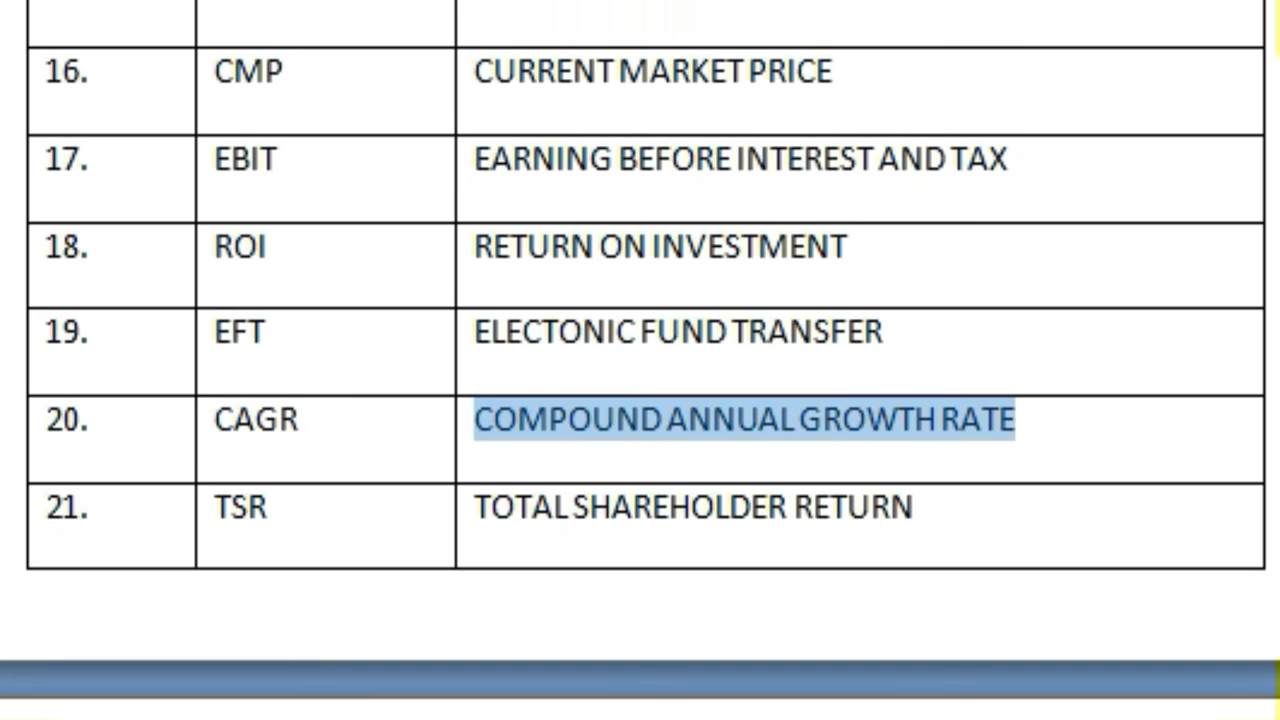 16. CMP CURRENT MARKET PRICE
17. EBIT EARNING BEFORE INTEREST AND TAX
18. ROI RETURN ON INVESTMENT
19. EFT ELECTONIC FUND TRANSFER
20. CAGR COMPOUND ANNUAL GROWTH RATE
21. TSR TOTAL SHAREHOLDER RETURN